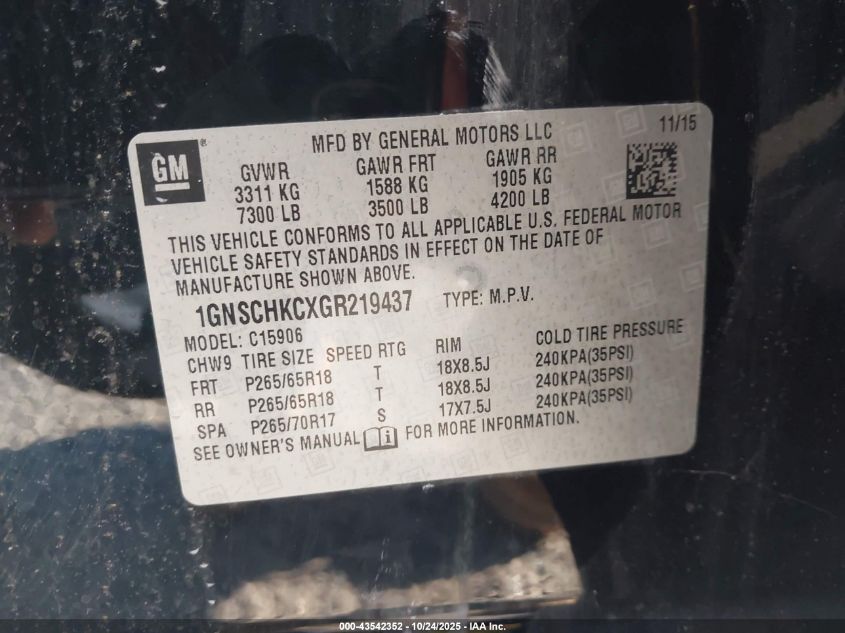 GM
MFD BY GENERAL MOTORS LLC
11/15
GVWR GAWR FRT GAWR RR
3311 KG 1588 KG 1905 KG
7300 LB 3500 LB 4200 LB
THIS VEHICLE CONFORMS TO ALL APPLICABLE U.S. FEDERAL MOTOR
VEHICLE SAFETY STANDARDS IN EFFECT ON THE DATE OF
MANUFACTURE SHOWN ABOVE.
1GNSCHKCXGR219437 TYPE: M.P.V.
MODEL: C15906
CHW9 TIRE SIZE SPEED RTG RIM COLD TIRE PRESSURE
FRT P265/65R18 T 18X8.5J 240KPA(35PSI)
RR P265/65R18 T 18X8.5J 240KPA(35PSI)
SPA P265/70R17 S 17X7.5J 240KPA(35PSI)
SEE OWNER'S MANUAL i FOR MORE INFORMATION.
000-43542352 - 10/24/2025 - IAA Inc.